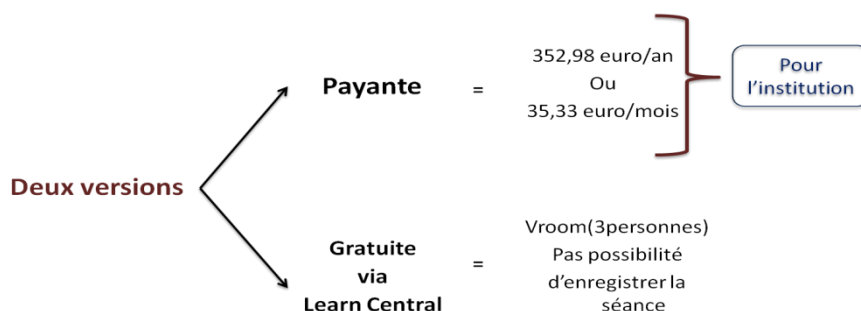 Deux versions
Payante
=
352,98 euro/an
Ou
35,33 euro/mois
Pour
l'institution
Gratuite
via
Learn Central
=
Vroom(3personnes)
Pas possibilité
d'enregistrer la
séance